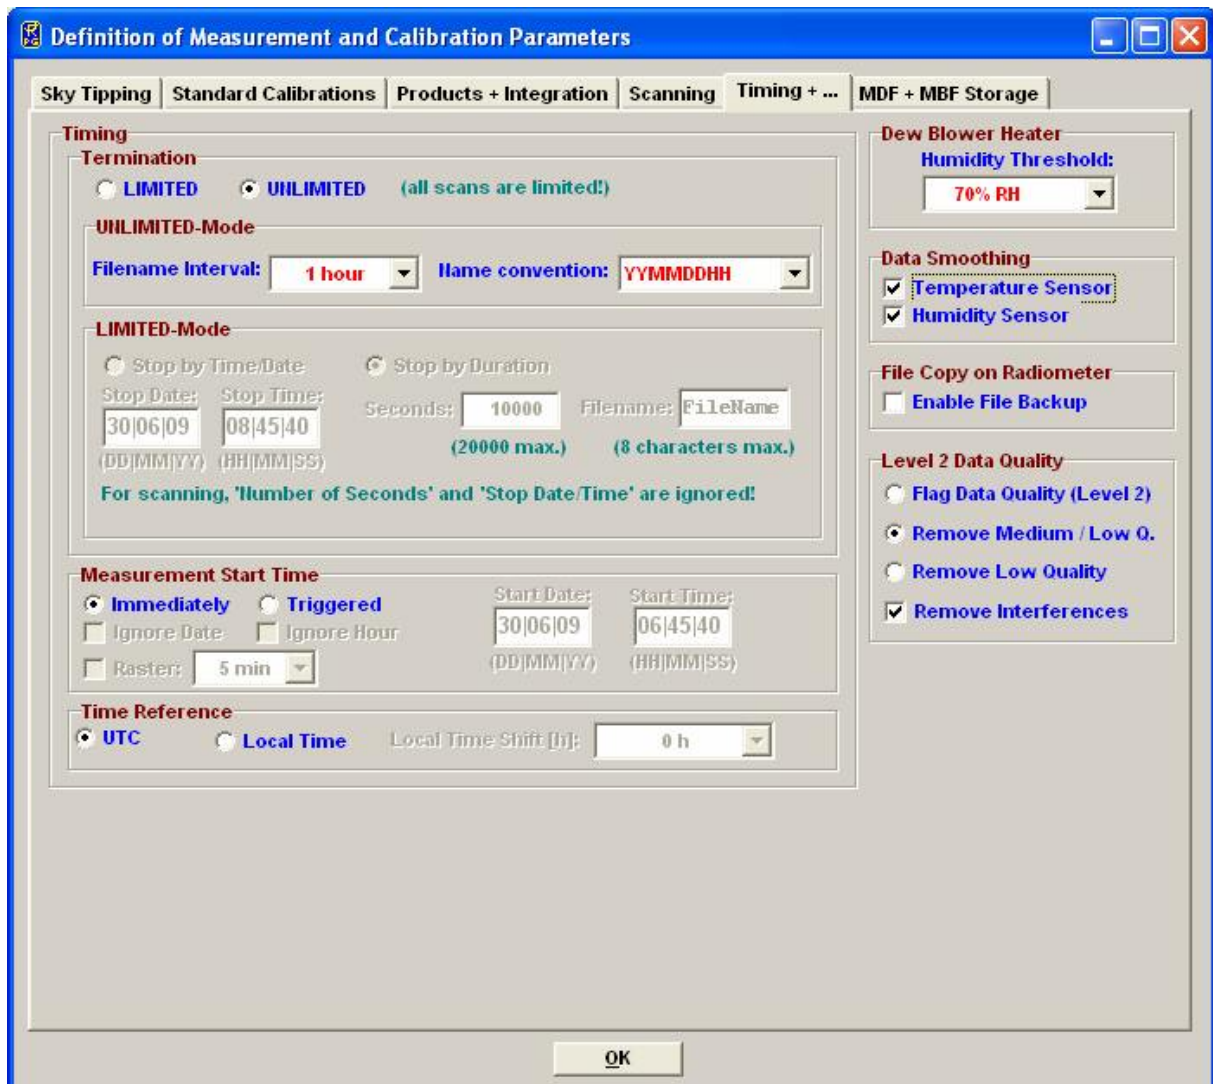 Definition of Measurement and Calibration Parameters
Sky Tipping Standard Calibrations Products + Integration Scanning Timing + ... MDF + MBF Storage
Timing
Termination
LIMITED UNLIMITED (all scans are limited!)
UNLIMITED-Mode
Filename Interval: 1 hour Name convention: YYMMDDHH
LIMITED-Mode
Stop by Time/Date Stop by Duration
Stop Date: Stop Time:
30|06|09 08|45|40 Seconds: 10000 Filename: FileName
(DD|MM|YY) (HH|MM|SS) (20000 max.) (8 characters max.)
For scanning, 'Number of Seconds' and 'Stop Date/Time' are ignored!
Measurement Start Time
Immediately Triggered Start Date: Start Time:
Ignore Date Ignore Hour 30|06|09 06|45|40
Raster: 5 min (DD|MM|YY) (HH|MM|SS)
Time Reference
UTC Local Time Local Time Shift [h]: 0 h
Dew Blower Heater
Humidity Threshold:
70% RH
Data Smoothing
Temperature Sensor
Humidity Sensor
File Copy on Radiometer
Enable File Backup
Level 2 Data Quality
Flag Data Quality (Level 2)
Remove Medium / Low Q.
Remove Low Quality
Remove Interferences
OK